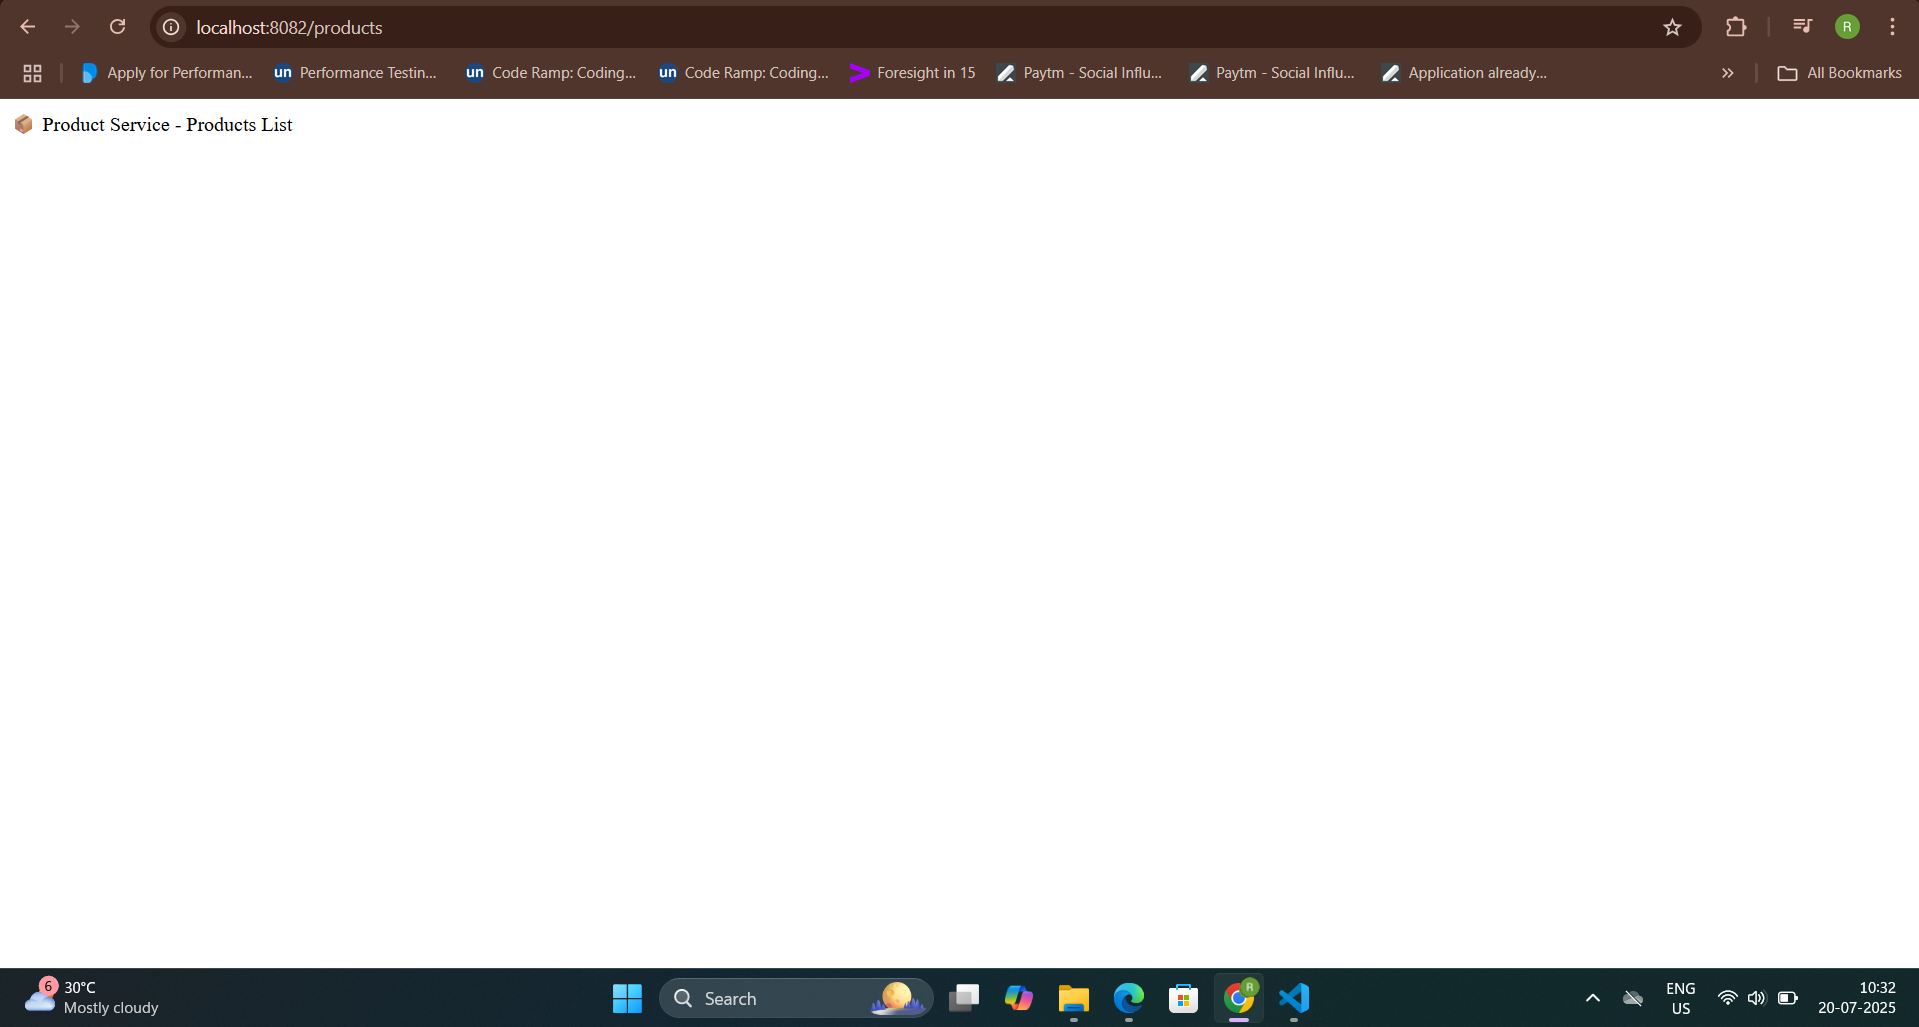 localhost:8082/products
R
Apply for Performan...
un Performance Testin...
un Code Ramp: Coding...
un Code Ramp: Coding...
Foresight in 15
Paytm - Social Influ...
Paytm - Social Influ...
Application already...
»
All Bookmarks
📦 Product Service - Products List
6
30°C
Mostly cloudy
Search
R
ENG
US
10:32
20-07-2025